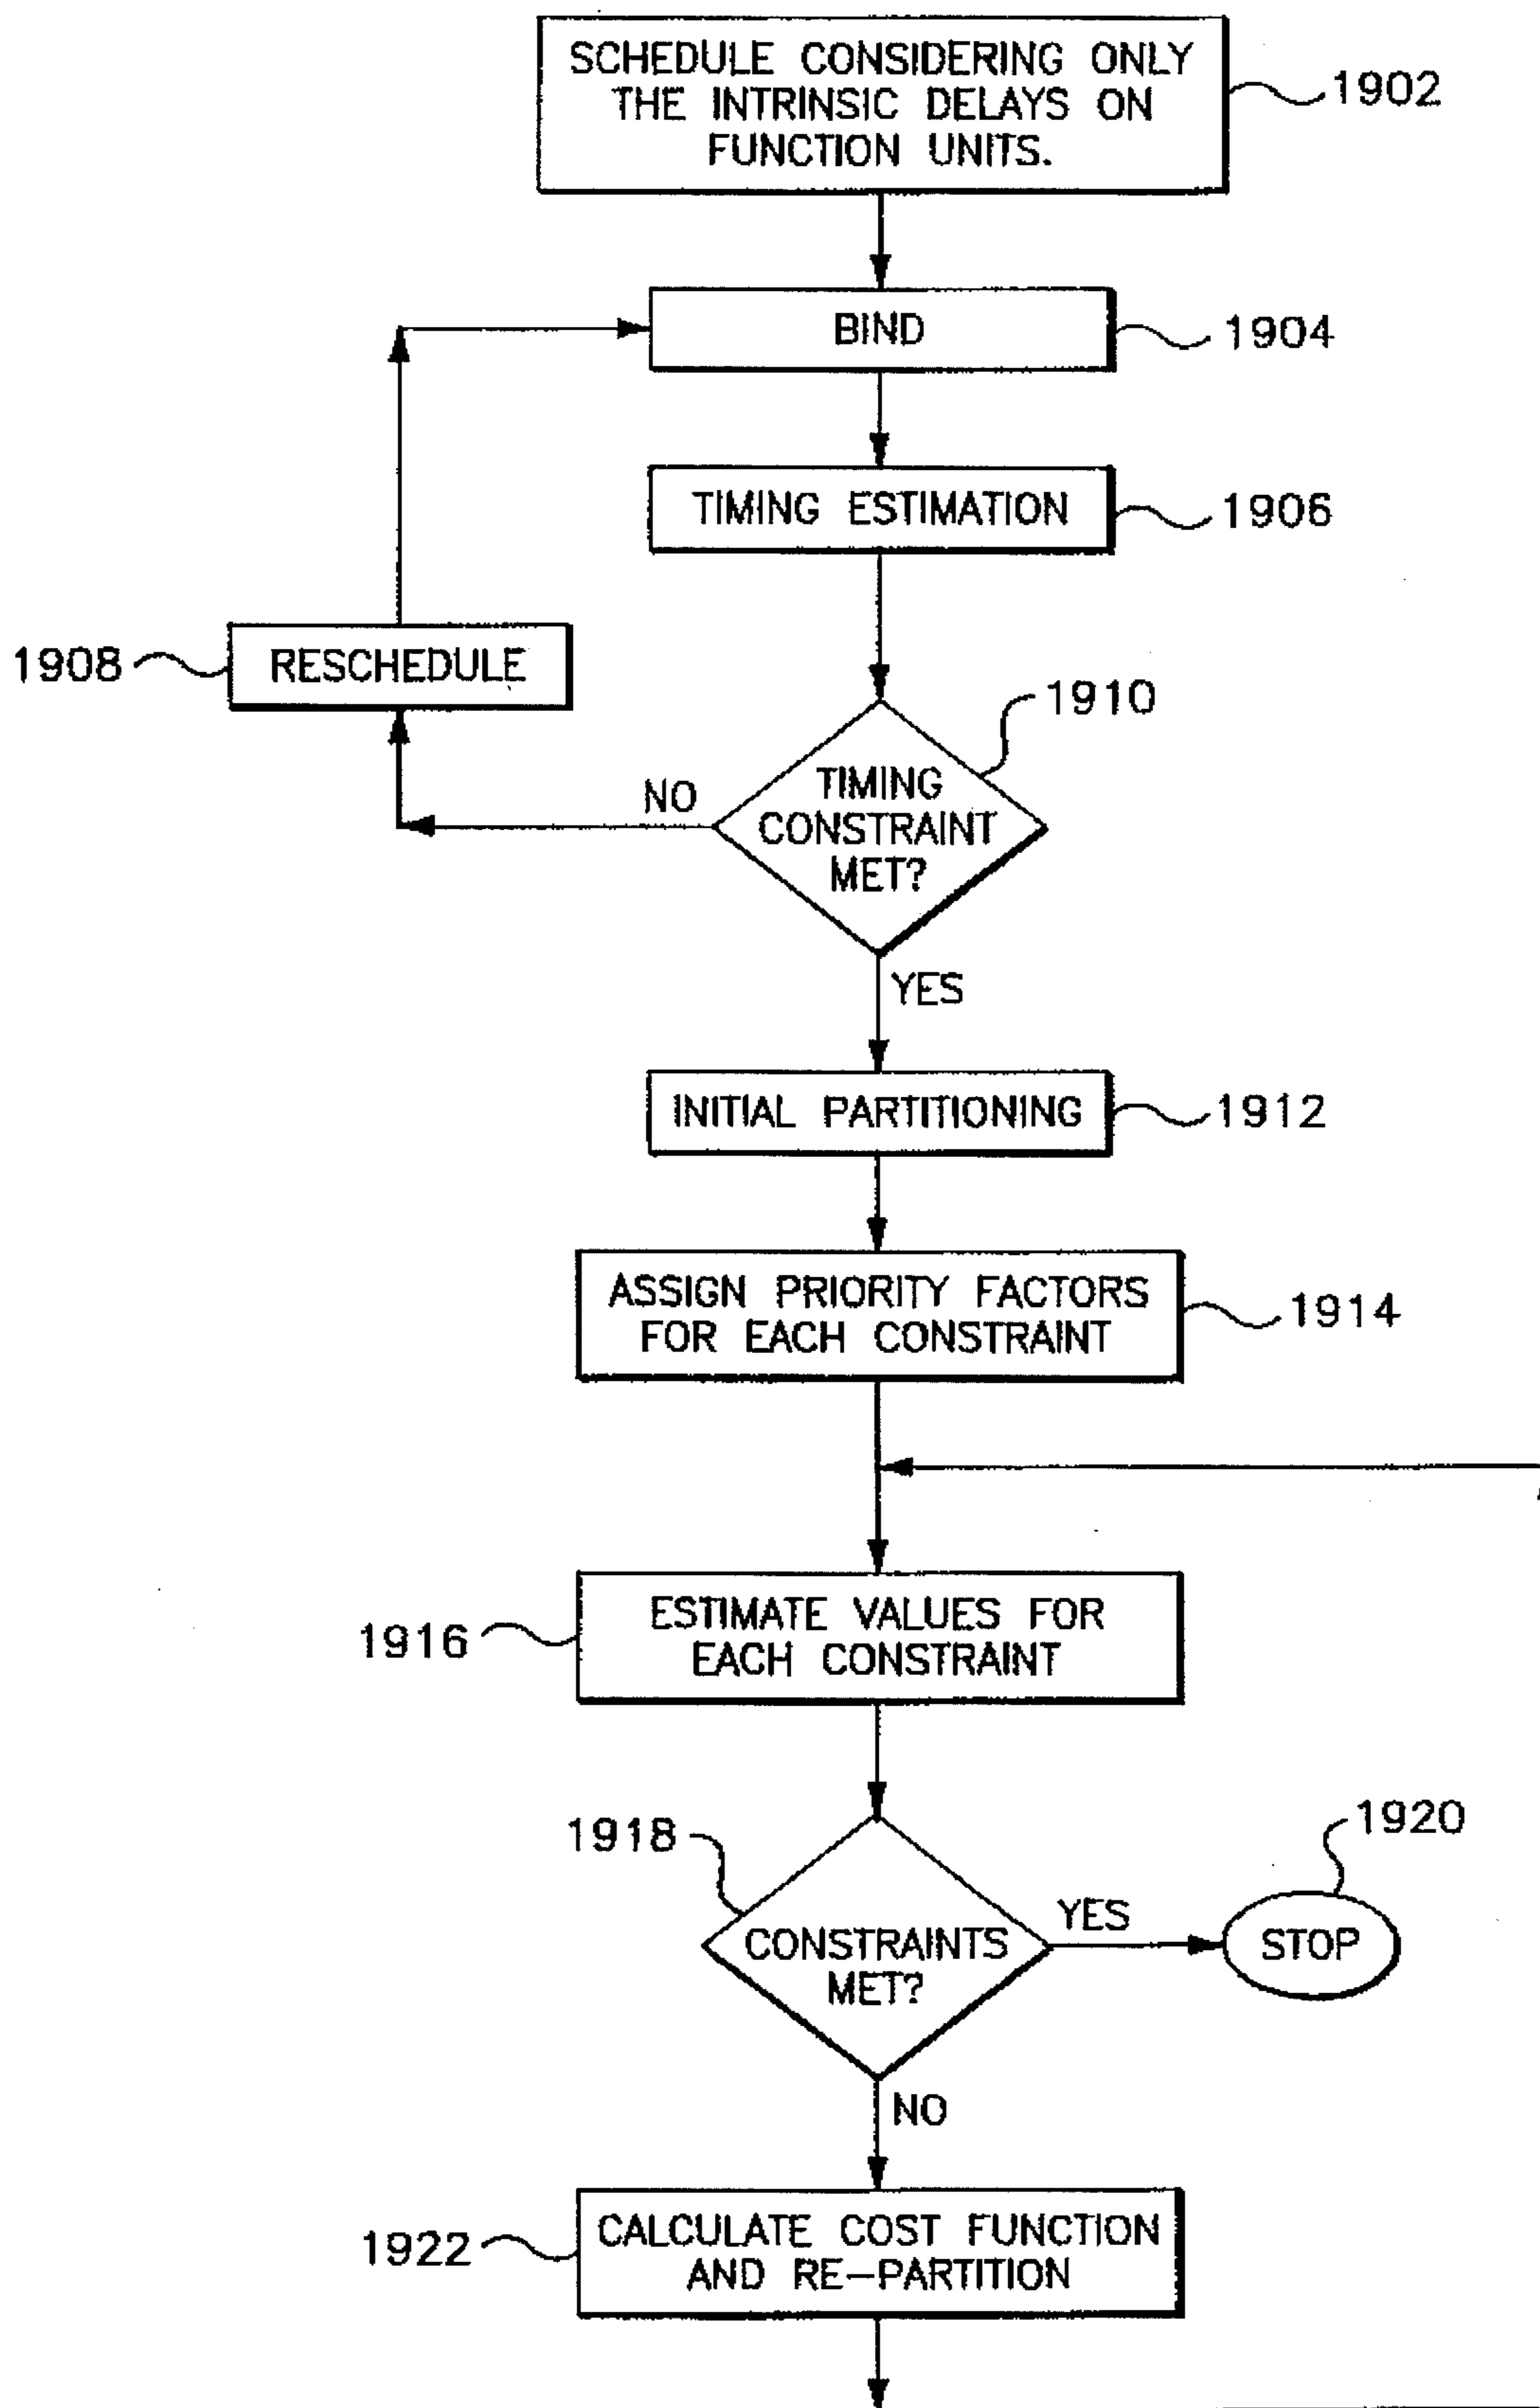 SCHEDULE CONSIDERING ONLY
THE INTRINSIC DELAYS ON
FUNCTION UNITS.
1902
BIND
1904
TIMING ESTIMATION
1906
1908
RESCHEDULE
1910
TIMING
CONSTRAINT
MET?
NO
YES
INITIAL PARTITIONING
1912
ASSIGN PRIORITY FACTORS
FOR EACH CONSTRAINT
1914
1916
ESTIMATE VALUES FOR
EACH CONSTRAINT
1918
CONSTRAINTS
MET?
YES
1920
STOP
NO
1922
CALCULATE COST FUNCTION
AND RE-PARTITION